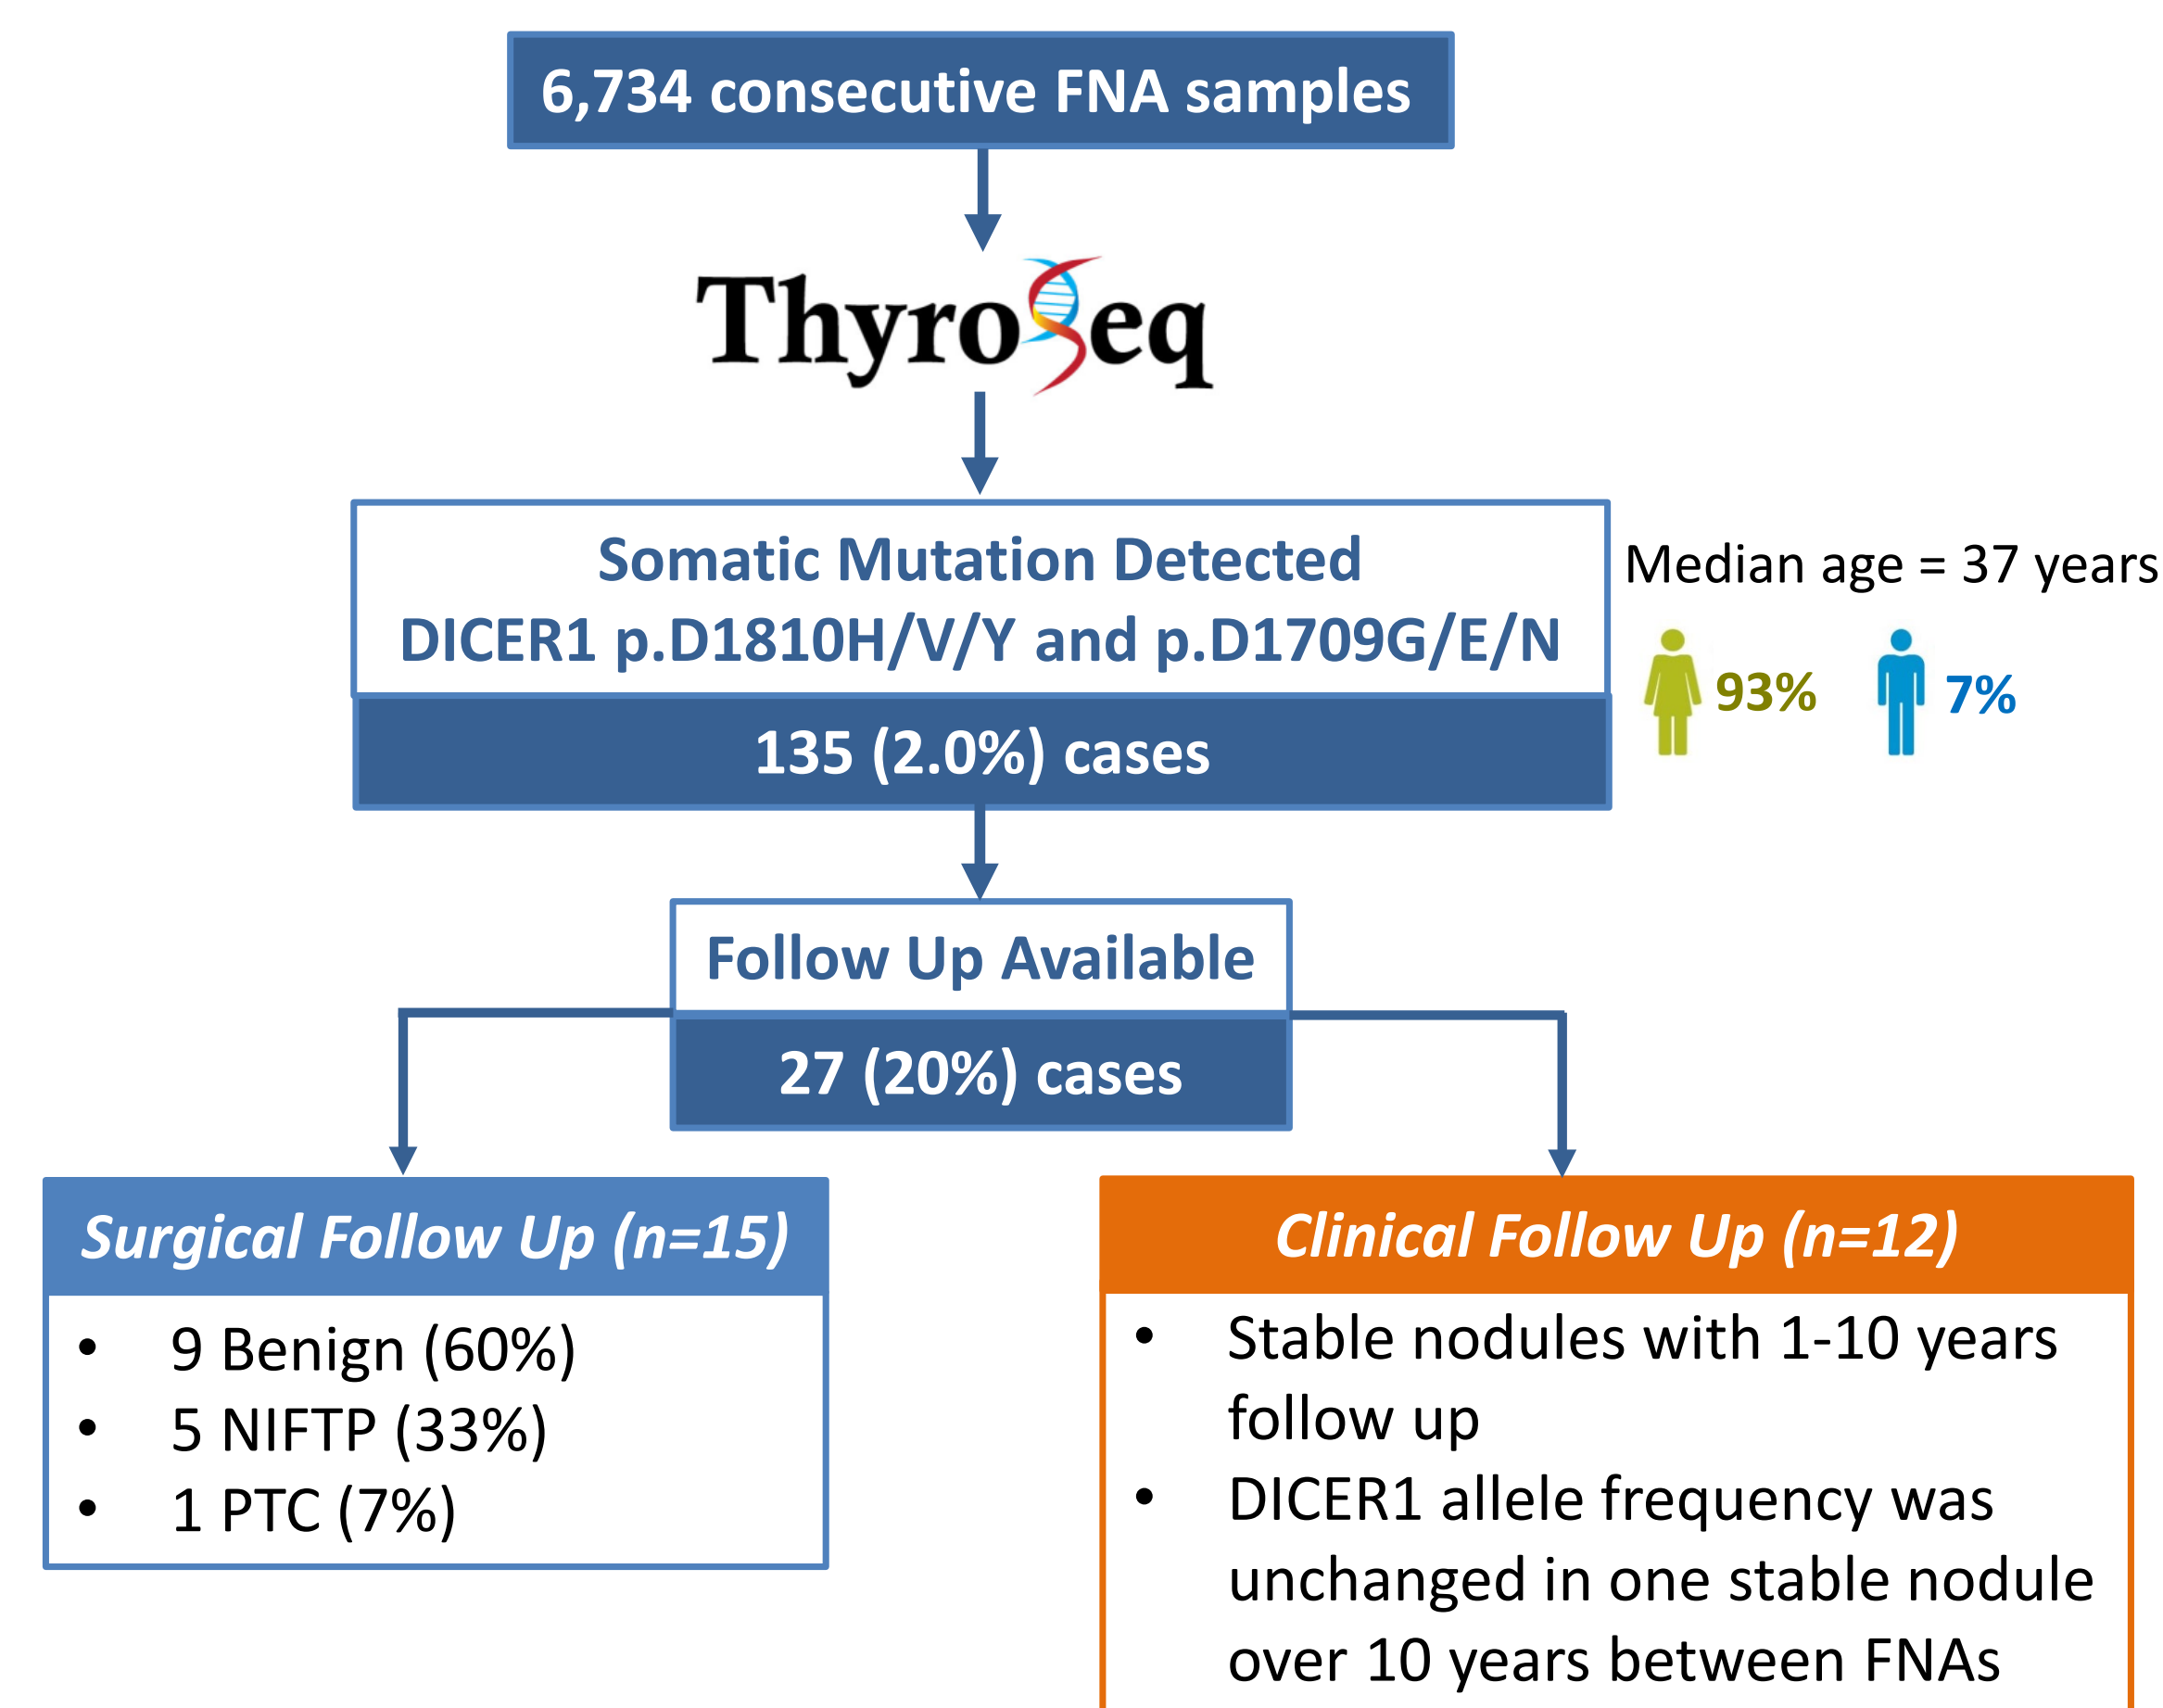 6,734 consecutive FNA samples
ThyroSeq
Somatic Mutation Detected
DICER1 p.D1810H/V/Y and p.D1709G/E/N
135 (2.0%) cases
Median age = 37 years
93%
7%
Follow Up Available
27 (20%) cases
Surgical Follow Up (n=15)
• 9 Benign (60%)
• 5 NIFTP (33%)
• 1 PTC (7%)
Clinical Follow Up (n=12)
• Stable nodules with 1-10 years
follow up
• DICER1 allele frequency was
unchanged in one stable nodule
over 10 years between FNAs